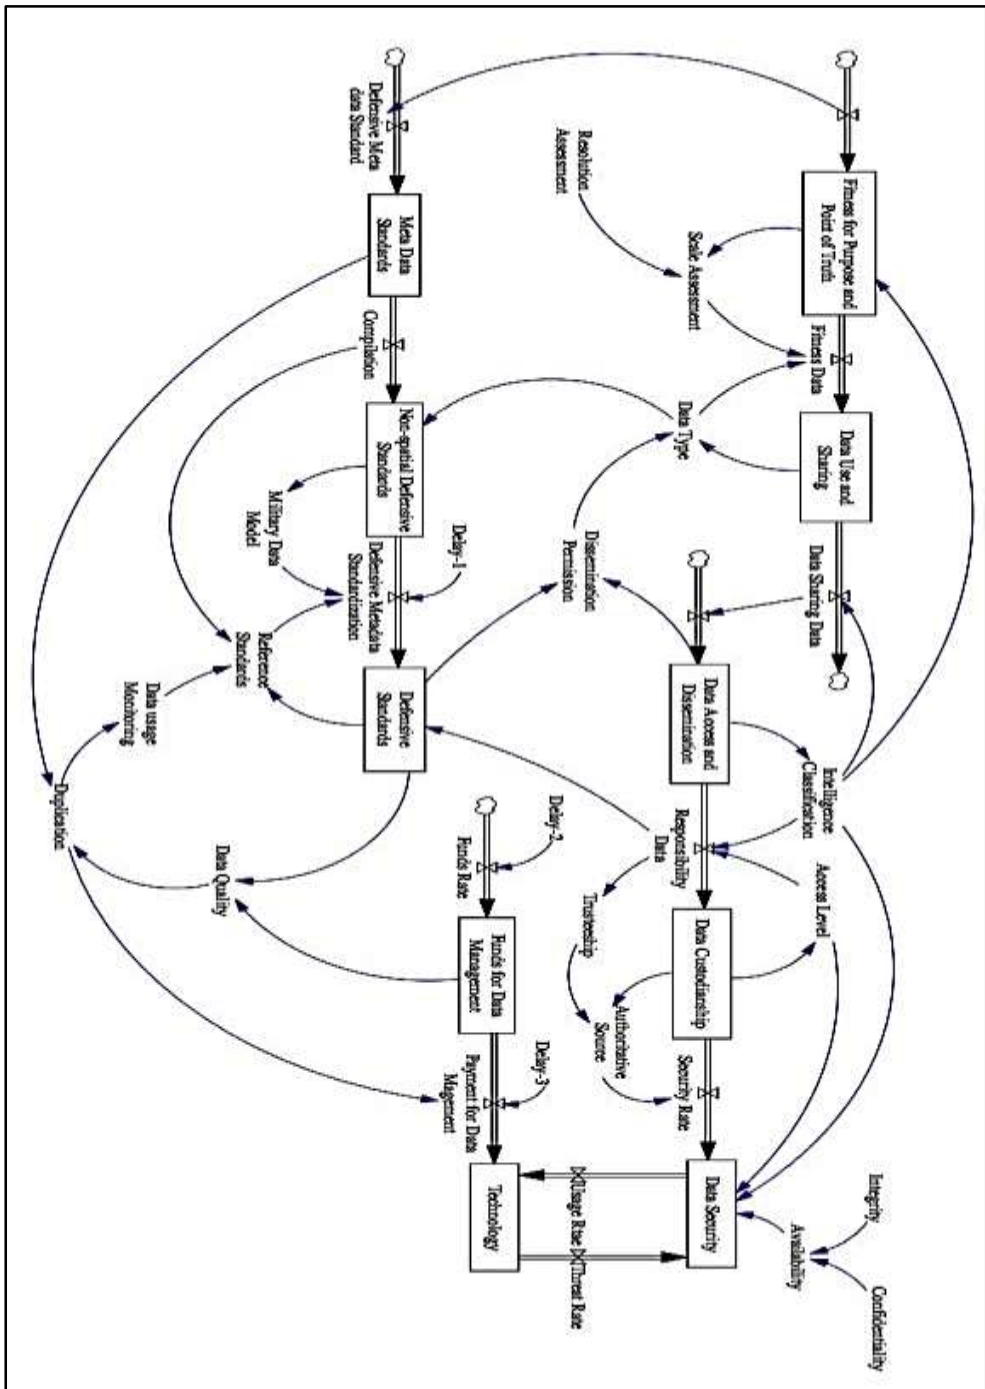 Fitness for Purpose and
Point of Truth
Fitness Data
Data Use and
Sharing
Data Sharing Data
Resolution
Assessment
Scale Assessment
Data Type
Dissemination
Permission
Data Access and
Dissemination
Intelligence
Classification
Responsibility
Data
Access Level
Data Custodianship
Trusteeship
Authoritative
Source
Security Rate
Data Security
Integrity
Availability
Confidentiality
Defensive Meta
data Standard
Meta Data
Standards
Compilation
Non-spatial Defensive
Standards
Military Data
Model
Delay-1
Defensive Metadata
Standardization
Reference
Standards
Data usage
Monitoring
Defensive
Standards
Duplication
Data Quality
Delay-2
Funds Rate
Funds for Data
Management
Delay-3
Payment for Data
Magement
Technology
Usage Rtae
Threat Rate